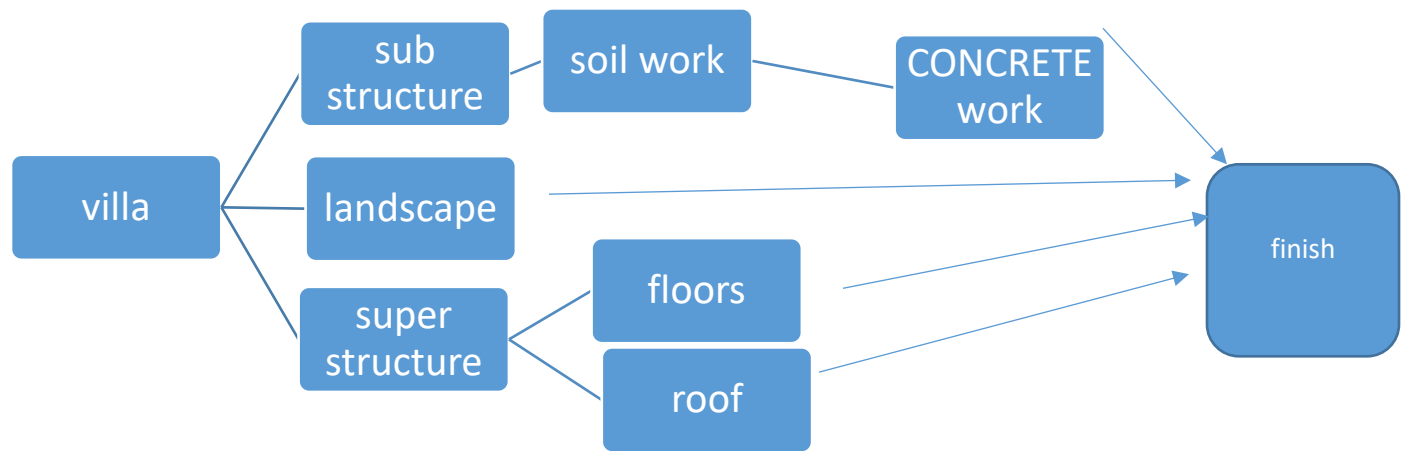 villa
sub
structure
soil work
CONCRETE
work
landscape
super
structure
floors
roof
finish